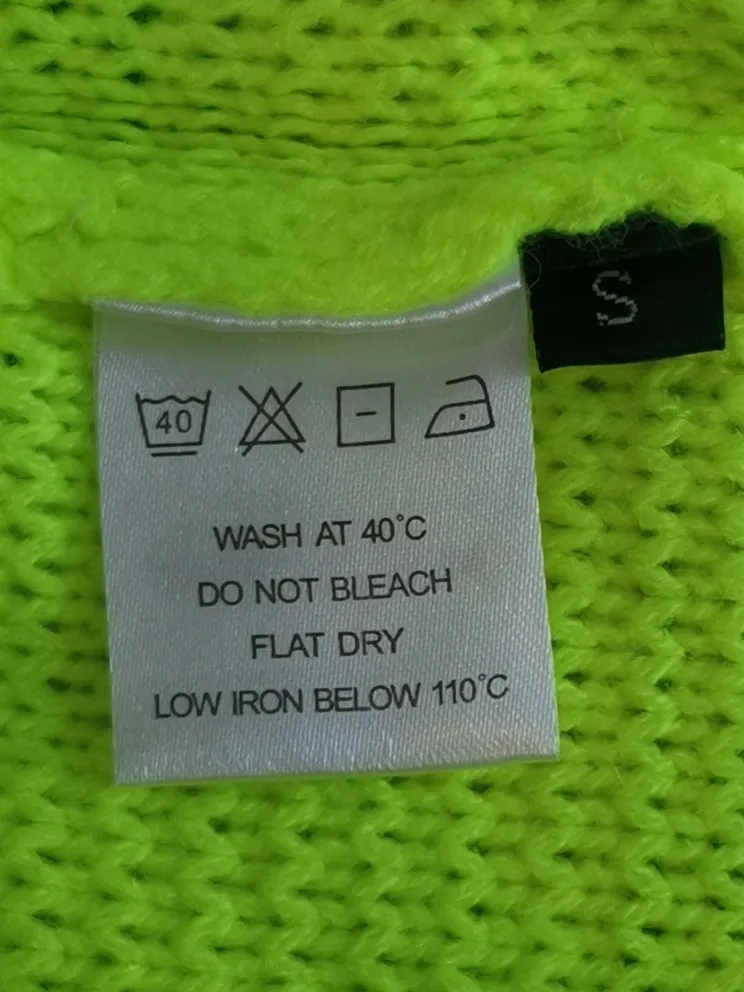 S
40
WASH AT 40°C
DO NOT BLEACH
FLAT DRY
LOW IRON BELOW 110°C